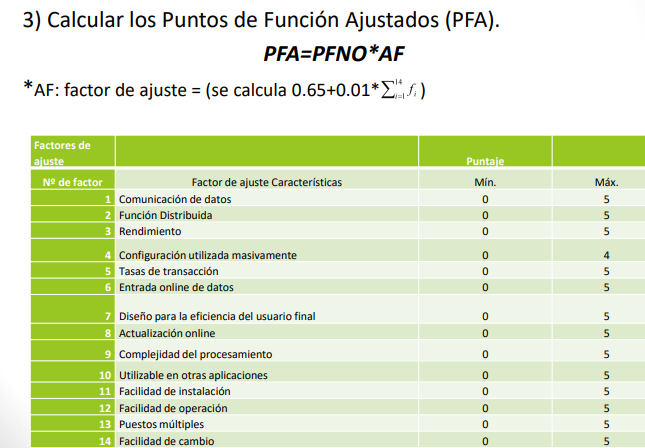 3) Calcular los Puntos de Función Ajustados (PFA).
PFA=PFNO*AF
*AF: factor de ajuste = (se calcula 0.65+0.01*∑¹⁴ᵢ₌₁ fᵢ )
Factores de ajuste Puntaje
Nº de factor Factor de ajuste Características Mín. Máx.
1 Comunicación de datos 0 5
2 Función Distribuida 0 5
3 Rendimiento 0 5
4 Configuración utilizada masivamente 0 4
5 Tasas de transacción 0 5
6 Entrada online de datos 0 5
7 Diseño para la eficiencia del usuario final 0 5
8 Actualización online 0 5
9 Complejidad del procesamiento 0 5
10 Utilizable en otras aplicaciones 0 5
11 Facilidad de instalación 0 5
12 Facilidad de operación 0 5
13 Puestos múltiples 0 5
14 Facilidad de cambio 0 5